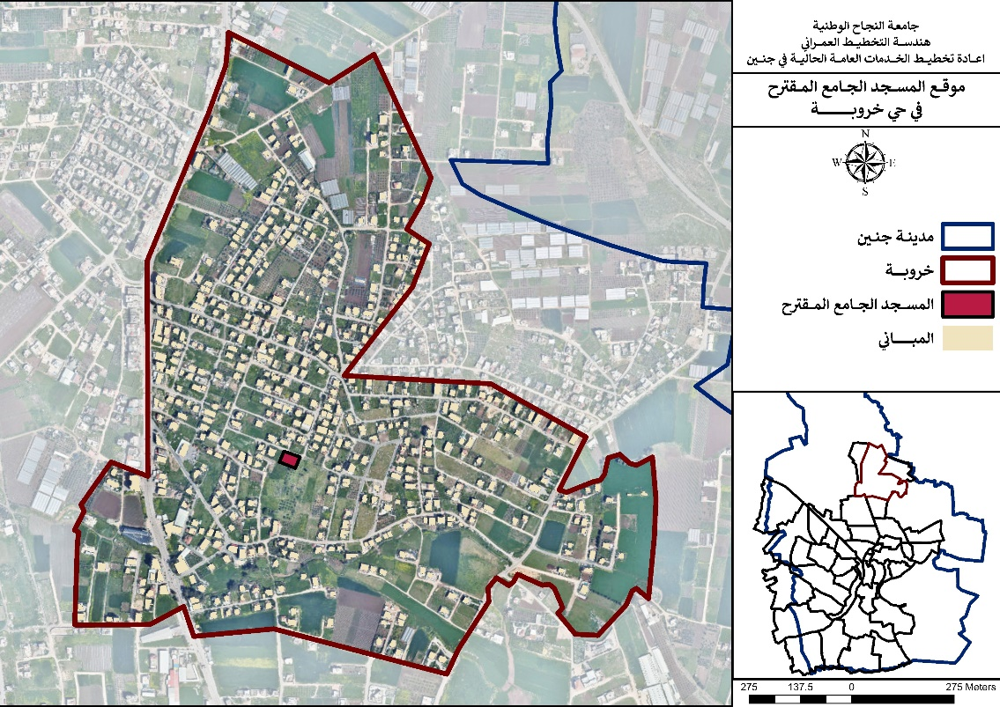 جامعة النجاح الوطنية
هندسة التخطيط العمراني
اعادة تخطيط الخدمات العامة الحالية في جنين
موقع المسجد الجامع المقترح
في حي خروبة
N
W E
S
مدينة جنين
خروبة
المسجد الجامع المقترح
المباني
275 137.5 0 275 Meters